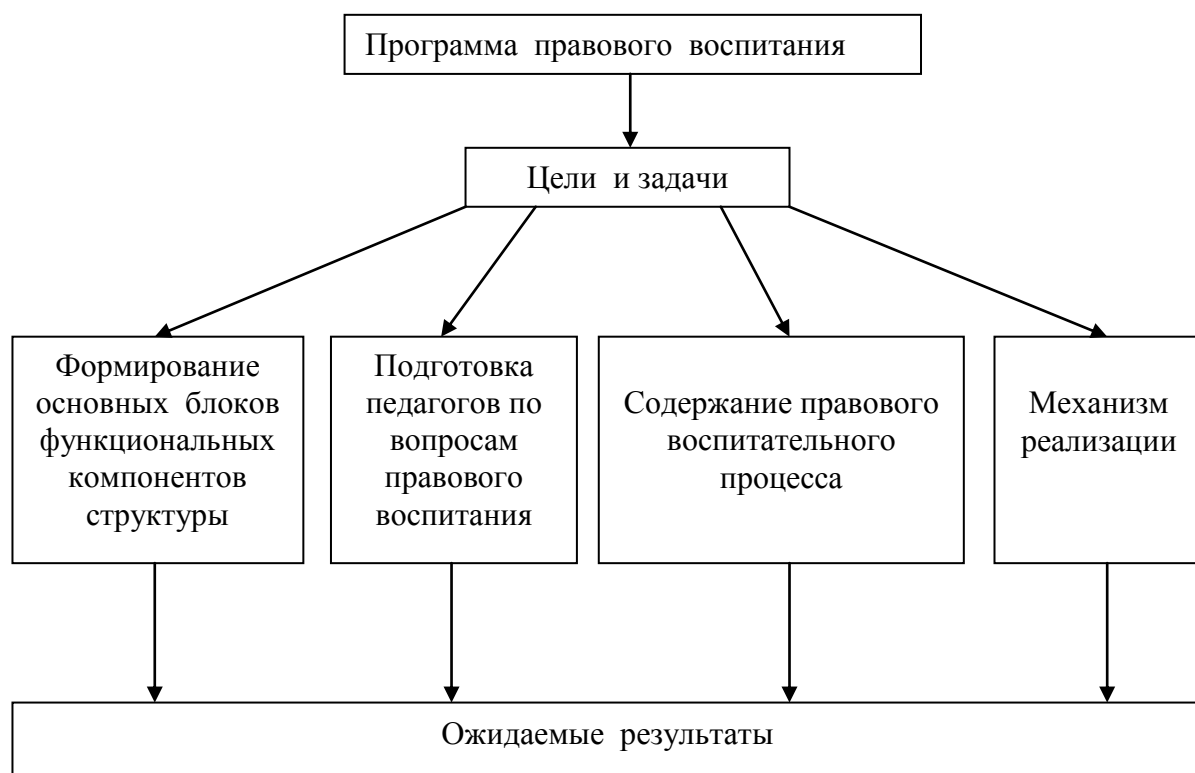 Программа правового воспитания
Цели и задачи
Формирование
основных блоков
функциональных
компонентов
структуры
Подготовка
педагогов по
вопросам
правового
воспитания
Содержание правового
воспитательного
процесса
Механизм
реализации
Ожидаемые результаты